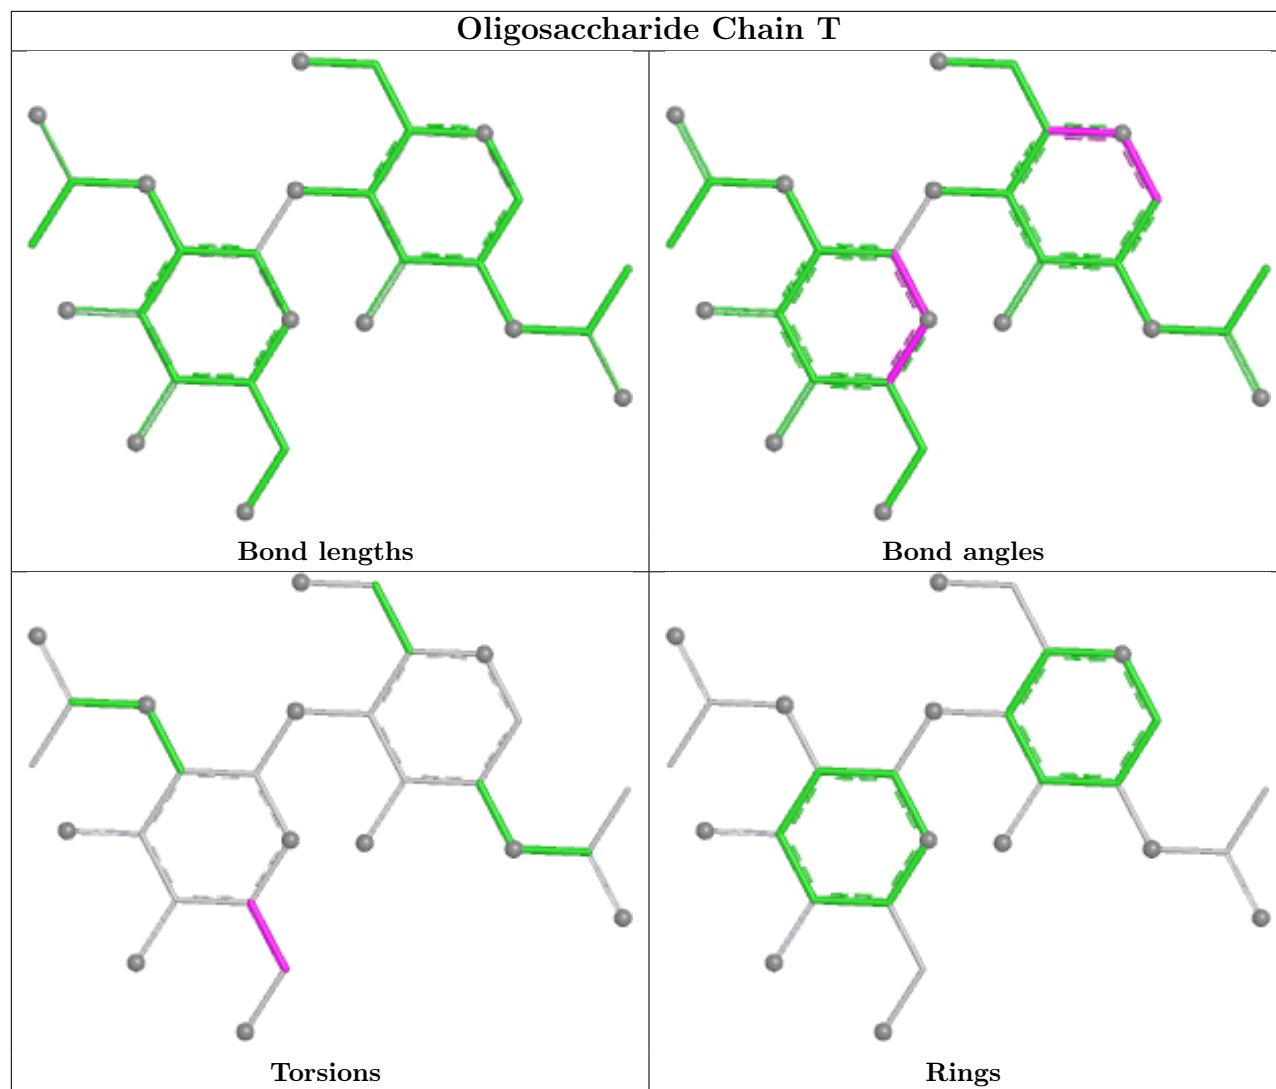 Oligosaccharide Chain T
Bond lengths
Bond angles
Torsions
Rings